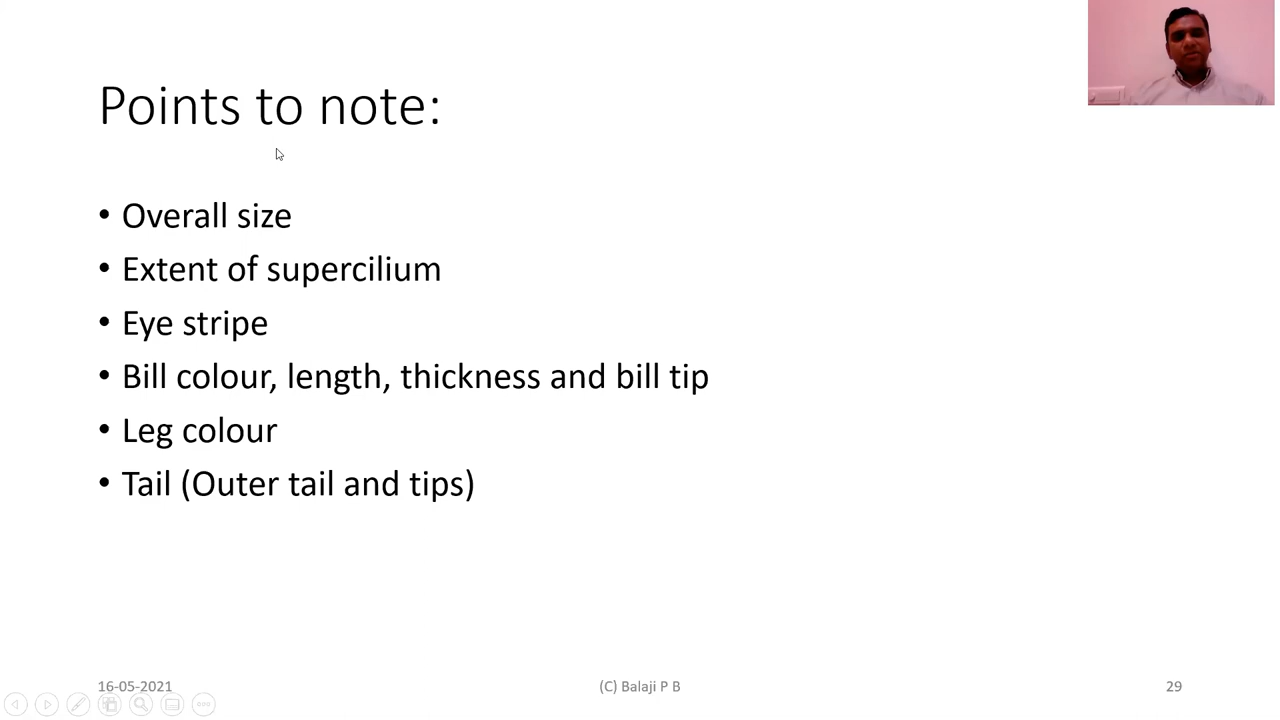 Points to note:
• Overall size
• Extent of supercilium
• Eye stripe
• Bill colour, length, thickness and bill tip
• Leg colour
• Tail (Outer tail and tips)
16-05-2021
(C) Balaji P B
29